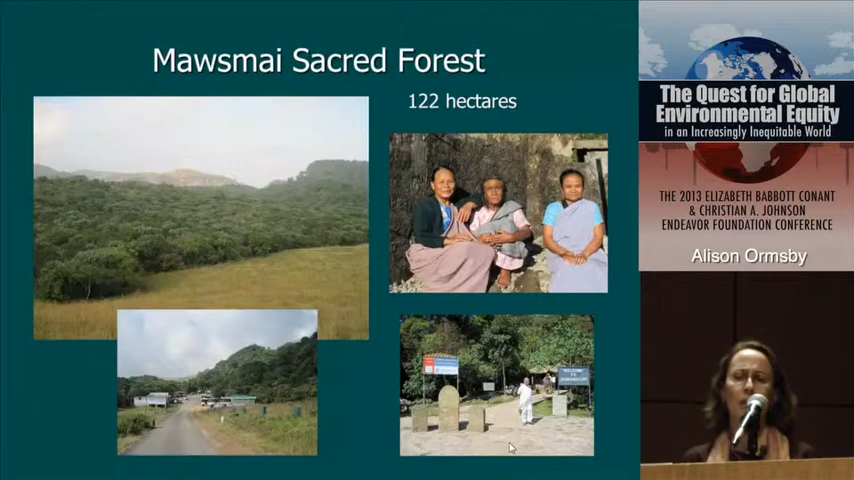 Mawsmai Sacred Forest
122 hectares
The Quest for Global
Environmental Equity
in an Increasingly Inequitable World
THE 2013 ELIZABETH BABBOTT CONANT
& CHRISTIAN A. JOHNSON
ENDEAVOR FOUNDATION CONFERENCE
Alison Ormsby